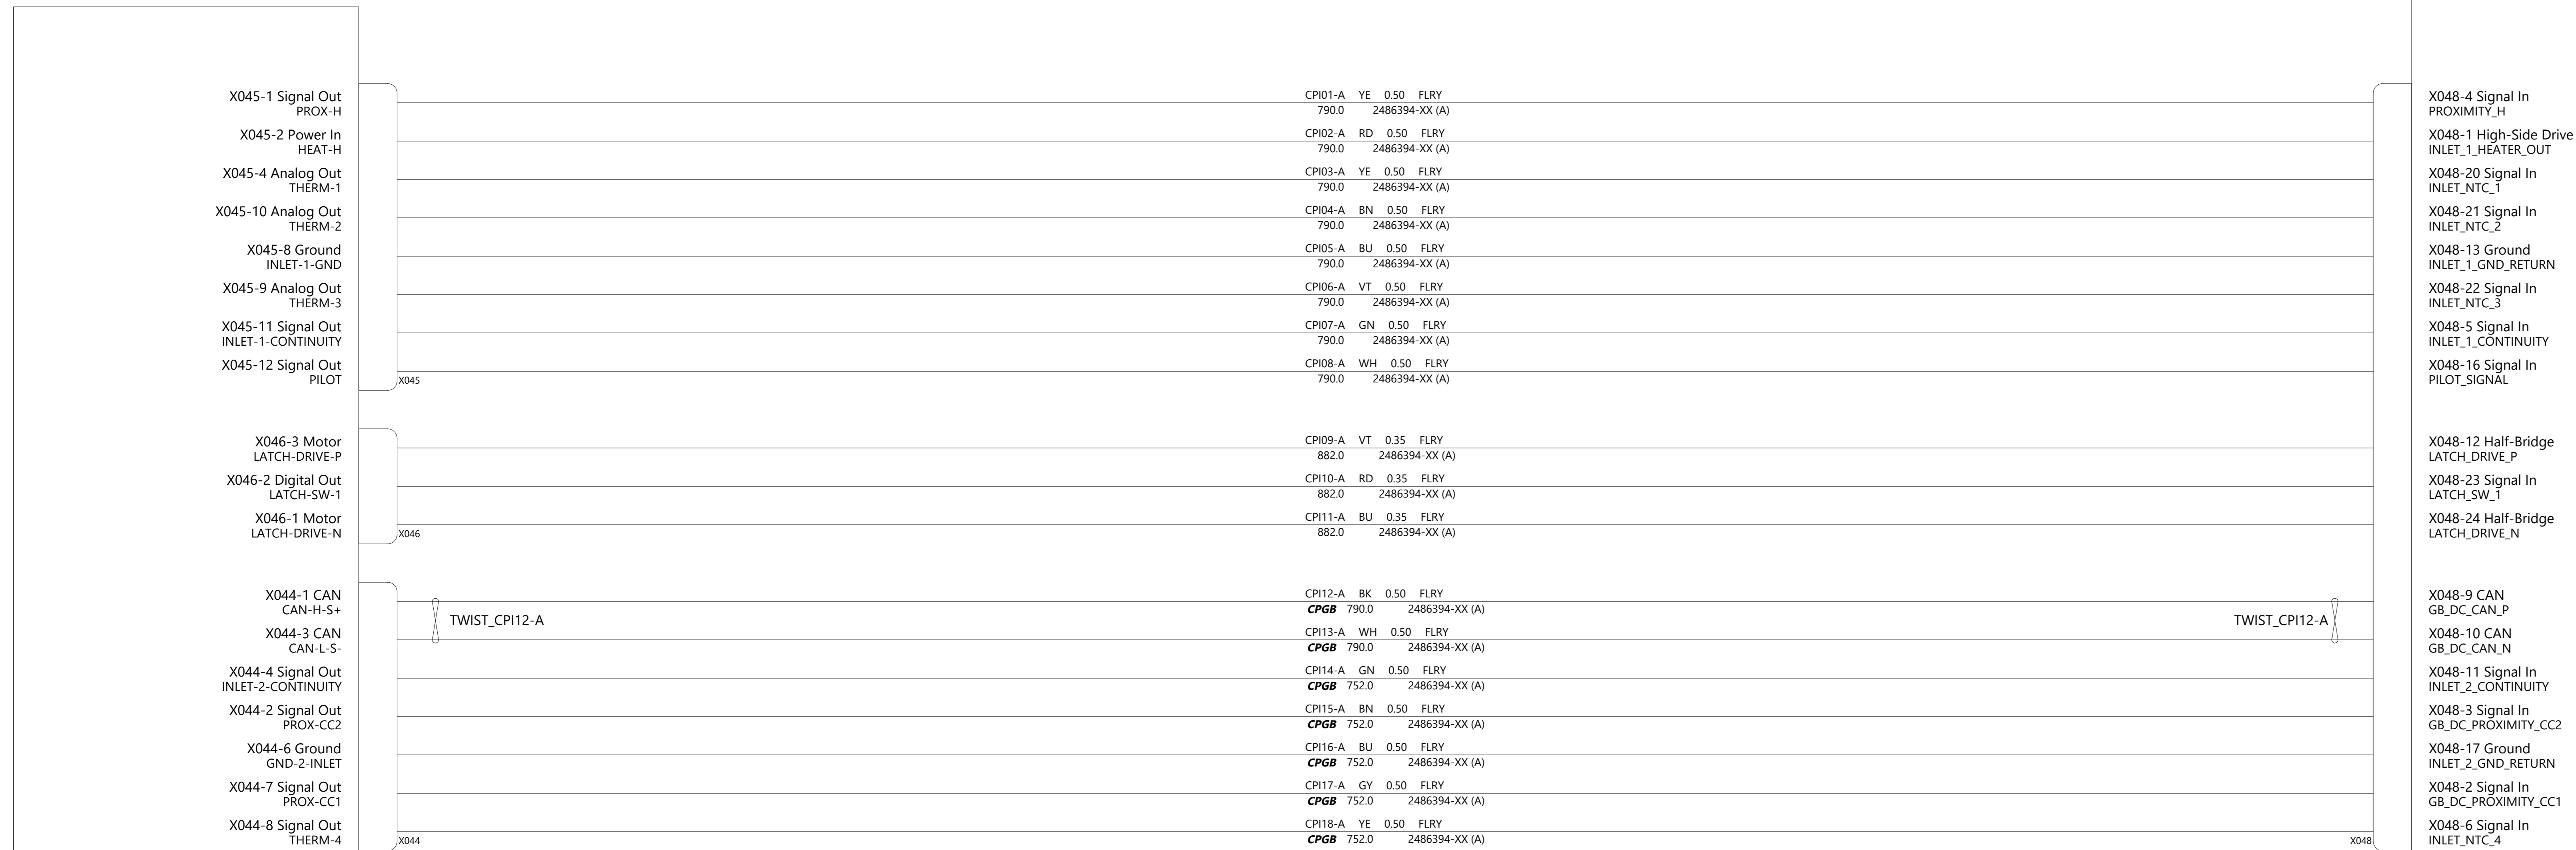 X045-1 Signal Out
PROX-H
CPI01-A YE 0.50 FLRY
790.0 2486394-XX (A)
X048-4 Signal In
PROXIMITY_H
X045-2 Power In
HEAT-H
CPI02-A RD 0.50 FLRY
790.0 2486394-XX (A)
X048-1 High-Side Drive
INLET_1_HEATER_OUT
X045-4 Analog Out
THERM-1
CPI03-A YE 0.50 FLRY
790.0 2486394-XX (A)
X048-20 Signal In
INLET_NTC_1
X045-10 Analog Out
THERM-2
CPI04-A BN 0.50 FLRY
790.0 2486394-XX (A)
X048-21 Signal In
INLET_NTC_2
X045-8 Ground
INLET-1-GND
CPI05-A BU 0.50 FLRY
790.0 2486394-XX (A)
X048-13 Ground
INLET_1_GND_RETURN
X045-9 Analog Out
THERM-3
CPI06-A VT 0.50 FLRY
790.0 2486394-XX (A)
X048-22 Signal In
INLET_NTC_3
X045-11 Signal Out
INLET-1-CONTINUITY
CPI07-A GN 0.50 FLRY
790.0 2486394-XX (A)
X048-5 Signal In
INLET_1_CONTINUITY
X045-12 Signal Out
PILOT
X045
CPI08-A WH 0.50 FLRY
790.0 2486394-XX (A)
X048-16 Signal In
PILOT_SIGNAL
X046-3 Motor
LATCH-DRIVE-P
CPI09-A VT 0.35 FLRY
882.0 2486394-XX (A)
X048-12 Half-Bridge
LATCH_DRIVE_P
X046-2 Digital Out
LATCH-SW-1
CPI10-A RD 0.35 FLRY
882.0 2486394-XX (A)
X048-23 Signal In
LATCH_SW_1
X046-1 Motor
LATCH-DRIVE-N
X046
CPI11-A BU 0.35 FLRY
882.0 2486394-XX (A)
X048-24 Half-Bridge
LATCH_DRIVE_N
X044-1 CAN
CAN-H-S+
CPI12-A BK 0.50 FLRY
CPGB 790.0 2486394-XX (A)
X048-9 CAN
GB_DC_CAN_P
TWIST_CPI12-A
TWIST_CPI12-A
X044-3 CAN
CAN-L-S-
CPI13-A WH 0.50 FLRY
CPGB 790.0 2486394-XX (A)
X048-10 CAN
GB_DC_CAN_N
X044-4 Signal Out
INLET-2-CONTINUITY
CPI14-A GN 0.50 FLRY
CPGB 752.0 2486394-XX (A)
X048-11 Signal In
INLET_2_CONTINUITY
X044-2 Signal Out
PROX-CC2
CPI15-A BN 0.50 FLRY
CPGB 752.0 2486394-XX (A)
X048-3 Signal In
GB_DC_PROXIMITY_CC2
X044-6 Ground
GND-2-INLET
CPI16-A BU 0.50 FLRY
CPGB 752.0 2486394-XX (A)
X048-17 Ground
INLET_2_GND_RETURN
X044-7 Signal Out
PROX-CC1
CPI17-A GY 0.50 FLRY
CPGB 752.0 2486394-XX (A)
X048-2 Signal In
GB_DC_PROXIMITY_CC1
X044-8 Signal Out
THERM-4
X044
CPI18-A YE 0.50 FLRY
CPGB 752.0 2486394-XX (A)
X048
X048-6 Signal In
INLET_NTC_4